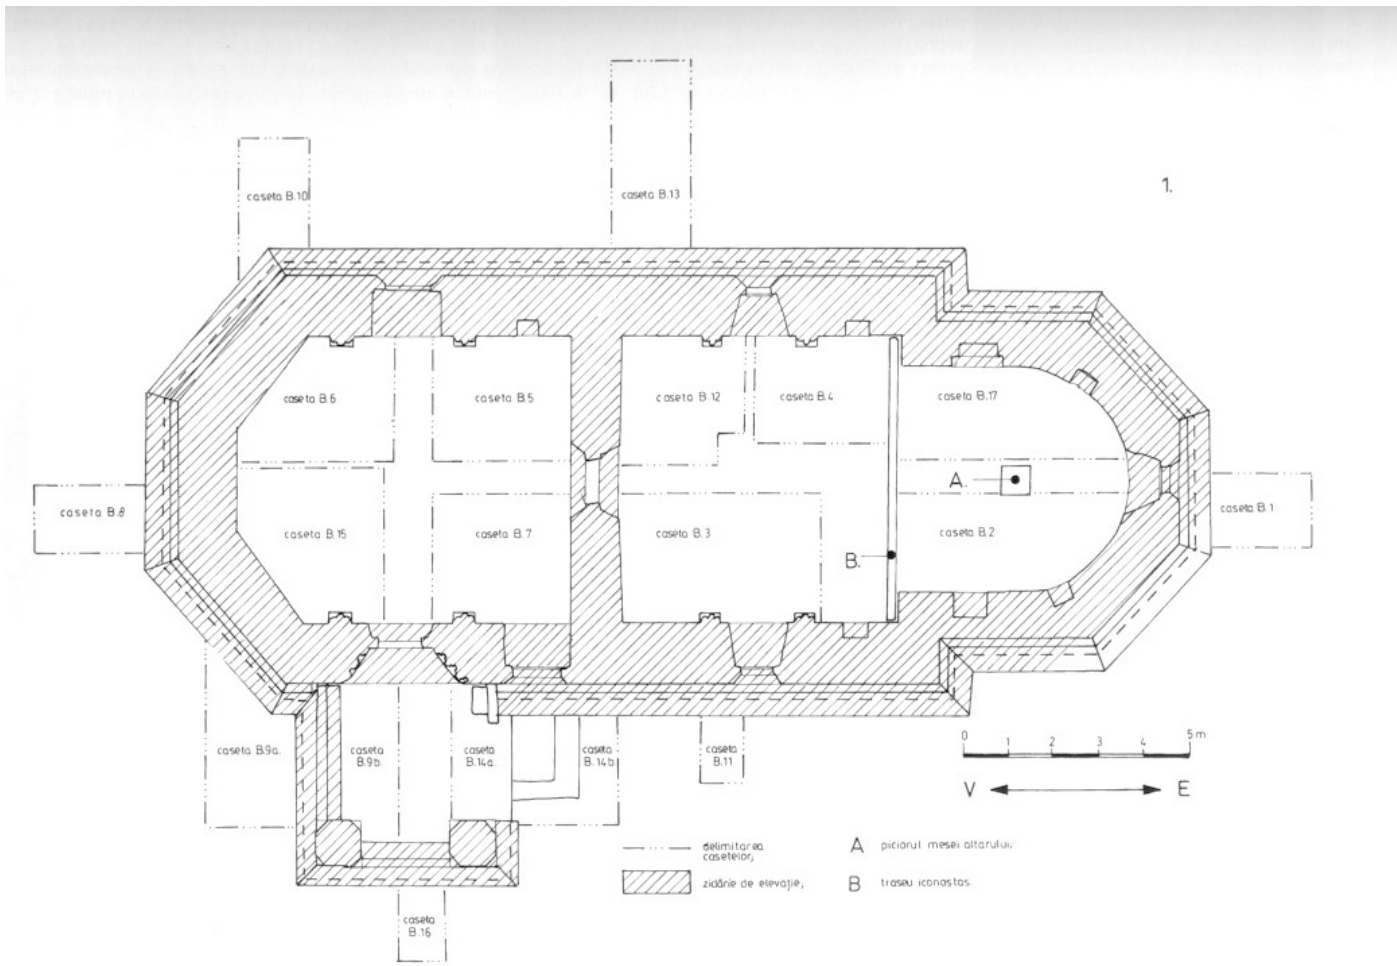 caseta B.10
caseta B.13
1.
caseta B.6
caseta B.5
caseta B.12
caseta B.4
caseta B.17
A.
caseta B.8
caseta B.1
caseta B.15
caseta B.7
caseta B.3
caseta B.2
B.
caseta B.9a.
caseta
B.9b.
caseta
B.14a.
caseta
B.14b.
caseta
B.11
0 1 2 3 4 5 m
V E
delimitarea
casetelor;
A piciorul mesei altarului;
zidărie de elevație;
B traseu iconostas
caseta
B.16